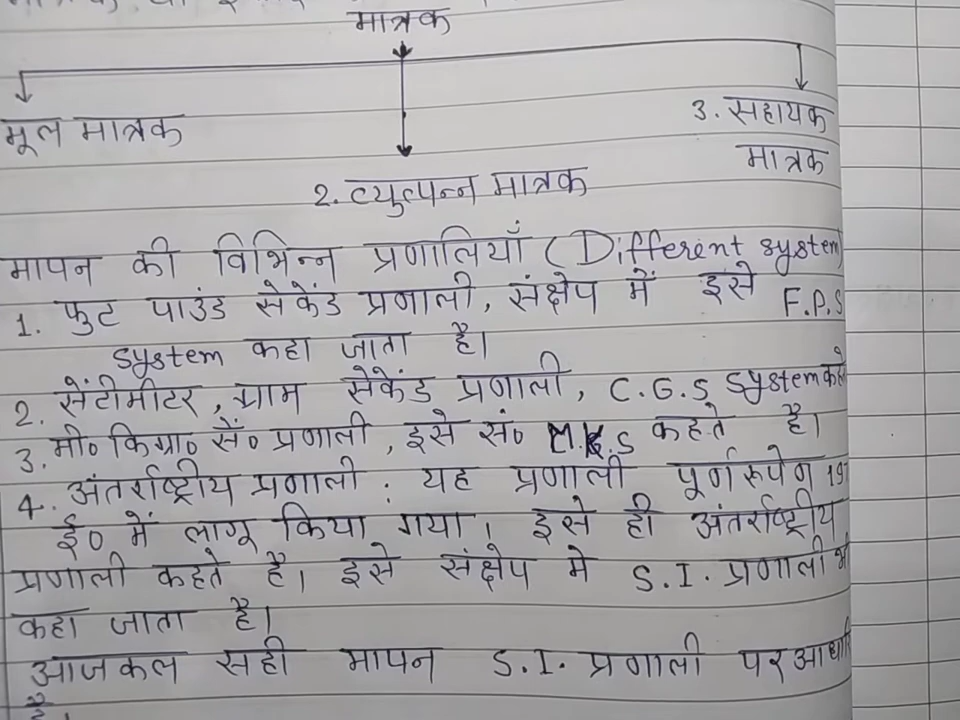 मात्रक
मूल मात्रक
3. सहायक
मात्रक
2. व्युत्पन्न मात्रक
मापन की विभिन्न प्रणालियाँ (Different system)
1. फुट पाउंड सेकेंड प्रणाली, संक्षेप में इसे F.P.S
system कहा जाता है।
2. सेंटीमीटर, ग्राम सेकेंड प्रणाली, C.G.S system
3. मी० किग्रा० सें० प्रणाली, इसे सं० M.K.S कहते है।
4. अंतर्राष्ट्रीय प्रणाली : यह प्रणाली पूर्ण रुपेण
ई० में लागू किया गया। इसे ही अंतर्राष्ट्रीय
प्रणाली कहते है। इसे संक्षेप मे S.I. प्रणाली
कहा जाता है।
आजकल सही मापन S.I. प्रणाली पर
है।